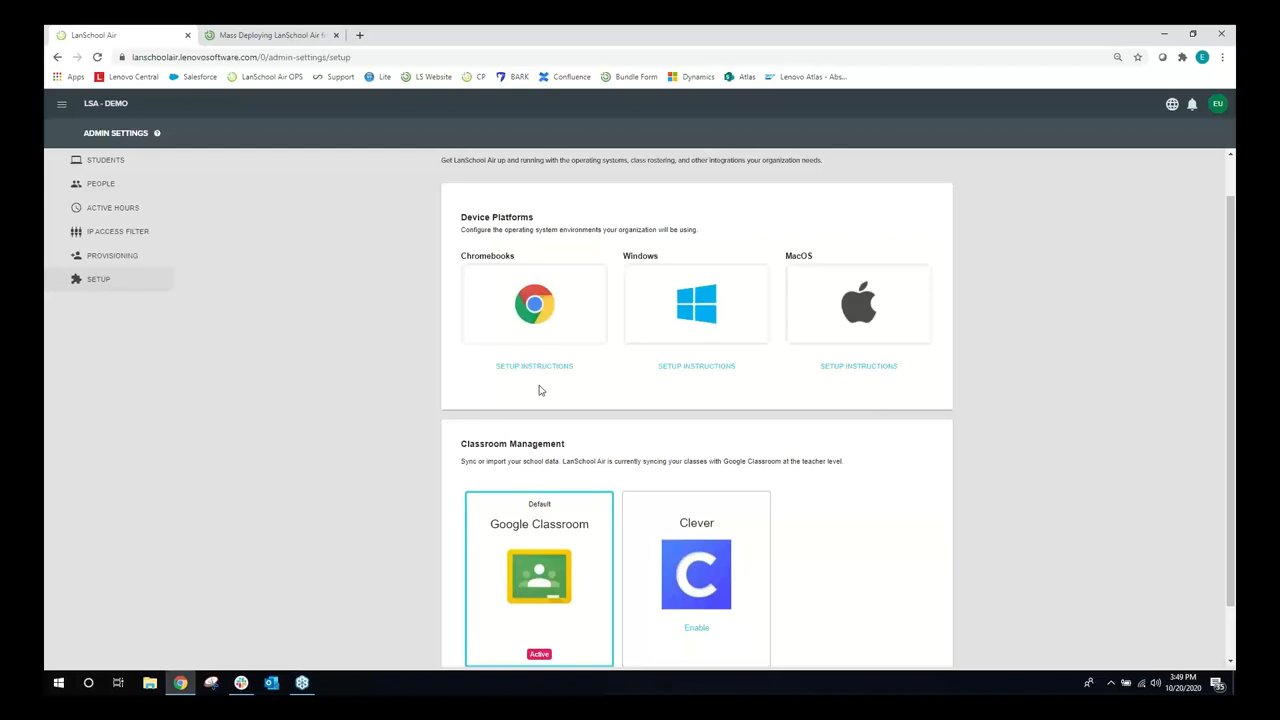 LanSchool Air
Mass Deploying LanSchool Air fr
lanschoolair.lenovosoftware.com/0/admin-settings/setup
E
Apps
Lenovo Central
Salesforce
LanSchool Air OPS
Support
Lite
LS Website
CP
BARK
Confluence
Bundle Form
Dynamics
Atlas
Lenovo Atlas - Abs...
LSA - DEMO
EU
ADMIN SETTINGS
STUDENTS
PEOPLE
ACTIVE HOURS
IP ACCESS FILTER
PROVISIONING
SETUP
Get LanSchool Air up and running with the operating systems, class rostering, and other integrations your organization needs.
Device Platforms
Configure the operating system environments your organization will be using.
Chromebooks
Windows
MacOS
SETUP INSTRUCTIONS
SETUP INSTRUCTIONS
SETUP INSTRUCTIONS
Classroom Management
Sync or import your school data. LanSchool Air is currently syncing your classes with Google Classroom at the teacher level.
Default
Google Classroom
Active
Clever
C
Enable
3:49 PM
10/20/2020
35